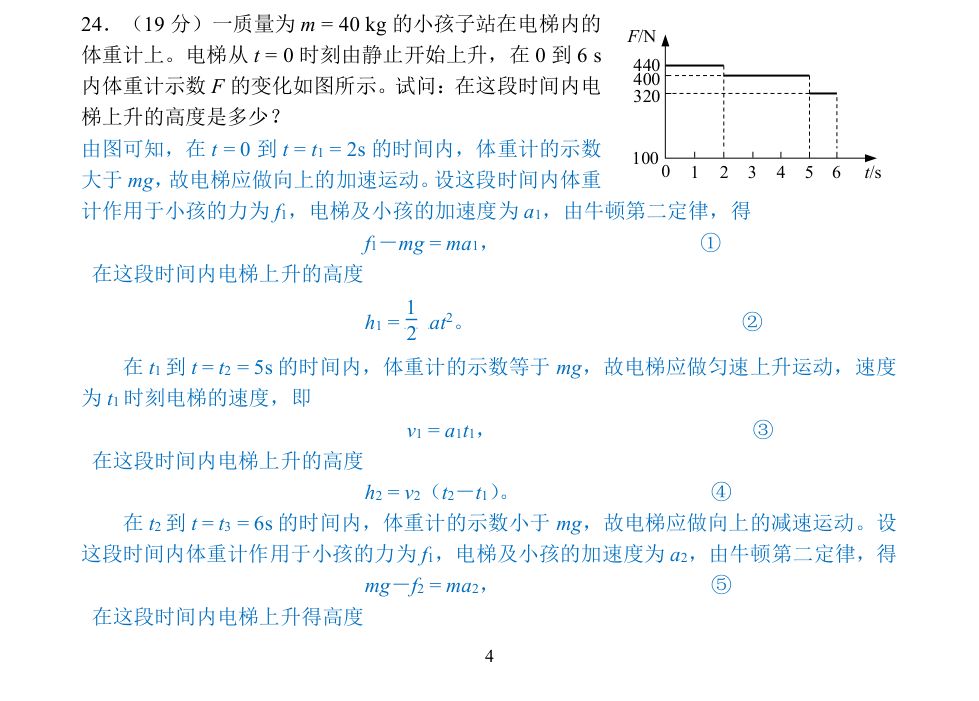 24．（19 分）一质量为 m = 40 kg 的小孩子站在电梯内的
体重计上。电梯从 t = 0 时刻由静止开始上升，在 0 到 6 s
内体重计示数 F 的变化如图所示。试问：在这段时间内电
梯上升的高度是多少？
F/N
440
400
320
100
0 1 2 3 4 5 6 t/s
由图可知，在 t = 0 到 t = t₁ = 2s 的时间内，体重计的示数
大于 mg，故电梯应做向上的加速运动。设这段时间内体重
计作用于小孩的力为 f₁，电梯及小孩的加速度为 a₁，由牛顿第二定律，得
f₁－mg = ma₁， ①
在这段时间内电梯上升的高度
h₁ = 1/2 at²。 ②
在 t₁ 到 t = t₂ = 5s 的时间内，体重计的示数等于 mg，故电梯应做匀速上升运动，速度
为 t₁ 时刻电梯的速度，即
v₁ = a₁t₁， ③
在这段时间内电梯上升的高度
h₂ = v₂（t₂－t₁）。 ④
在 t₂ 到 t = t₃ = 6s 的时间内，体重计的示数小于 mg，故电梯应做向上的减速运动。设
这段时间内体重计作用于小孩的力为 f₁，电梯及小孩的加速度为 a₂，由牛顿第二定律，得
mg－f₂ = ma₂， ⑤
在这段时间内电梯上升得高度
4